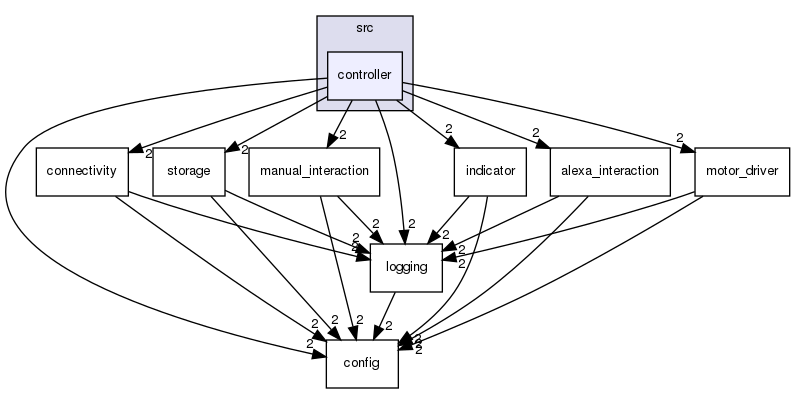 src
controller
2
2
2
2
2
2
connectivity
storage
manual_interaction
indicator
alexa_interaction
motor_driver
2
2
2
2
2
2
2
logging
2
2
2
2
2
2
2
2
config